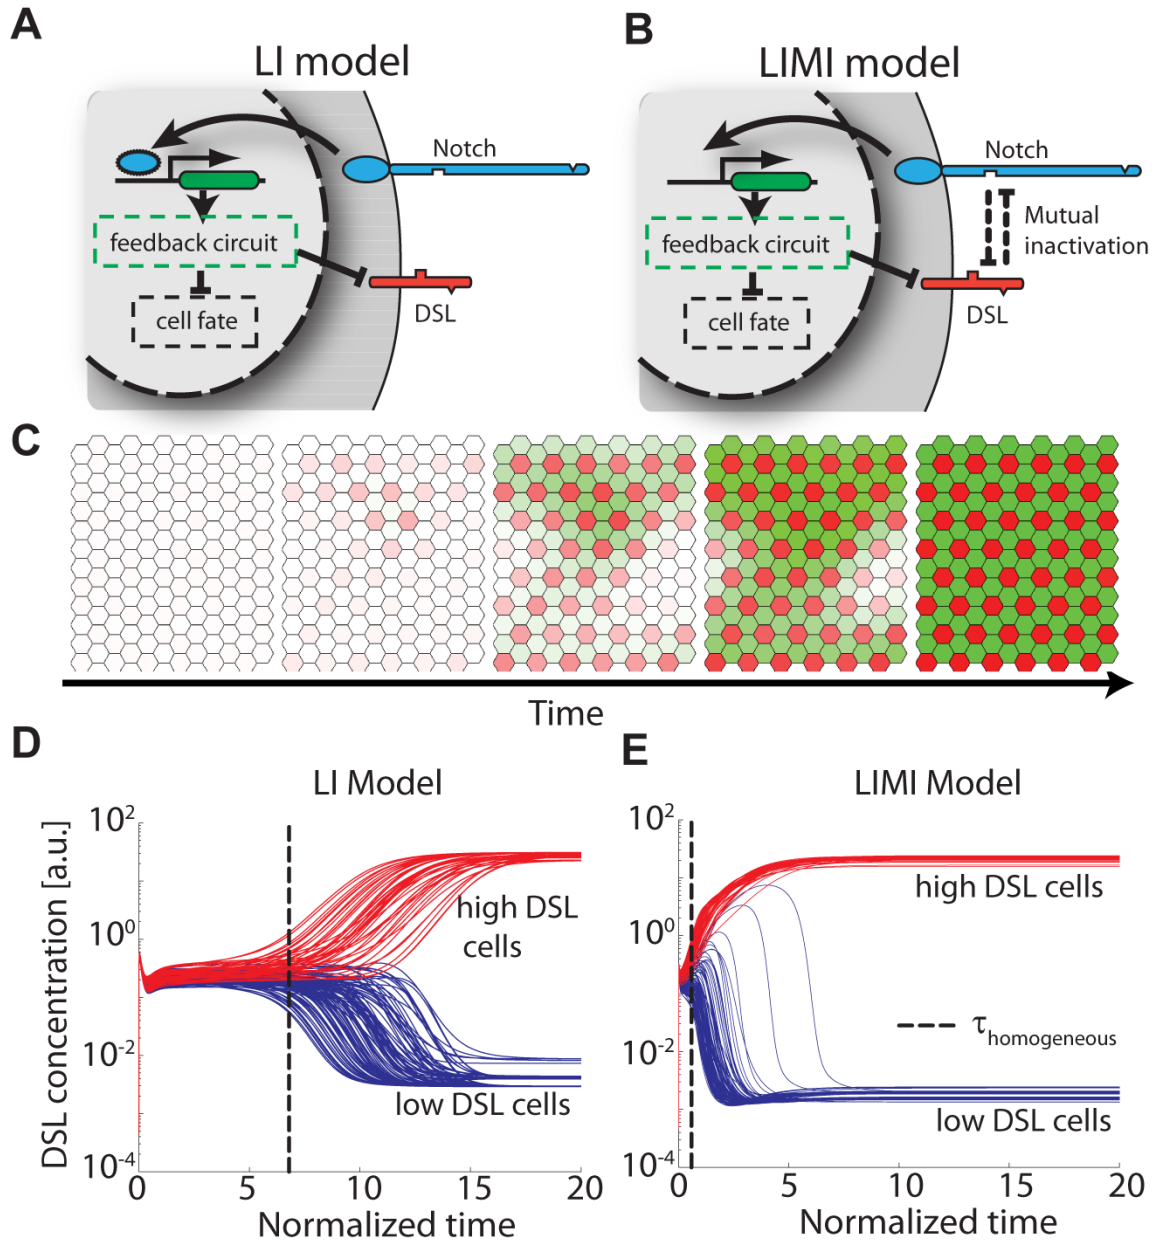 A
LI model
Notch
feedback circuit
cell fate
DSL
B
LIMI model
Notch
Mutual
inactivation
feedback circuit
cell fate
DSL
C
Time
D
LI Model
DSL concentration [a.u.]
10²
10⁰
10⁻²
10⁻⁴
high DSL
cells
low DSL cells
0 5 10 15 20
Normalized time
E
LIMI Model
10²
10⁰
10⁻²
10⁻⁴
high DSL cells
τhomogeneous
low DSL cells
0 5 10 15 20
Normalized time